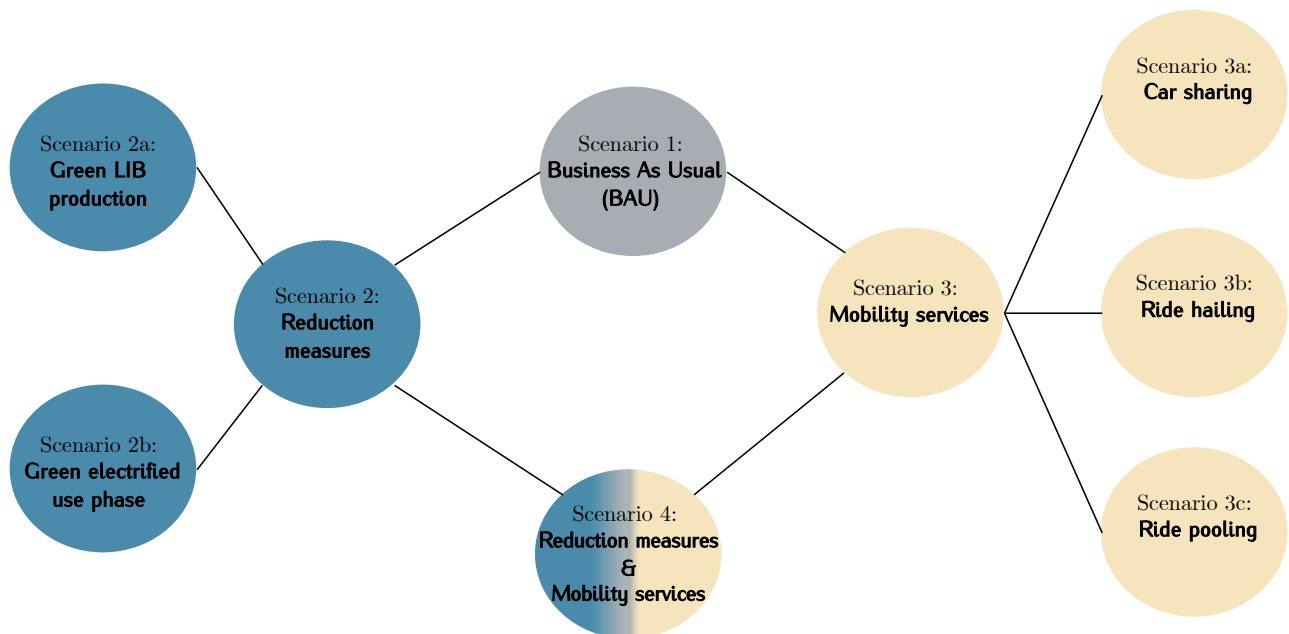 Scenario 2a:
Green LIB
production
Scenario 2b:
Green electrified
use phase
Scenario 2:
Reduction
measures
Scenario 1:
Business As Usual
(BAU)
Scenario 4:
Reduction measures
&
Mobility services
Scenario 3:
Mobility services
Scenario 3a:
Car sharing
Scenario 3b:
Ride hailing
Scenario 3c:
Ride pooling